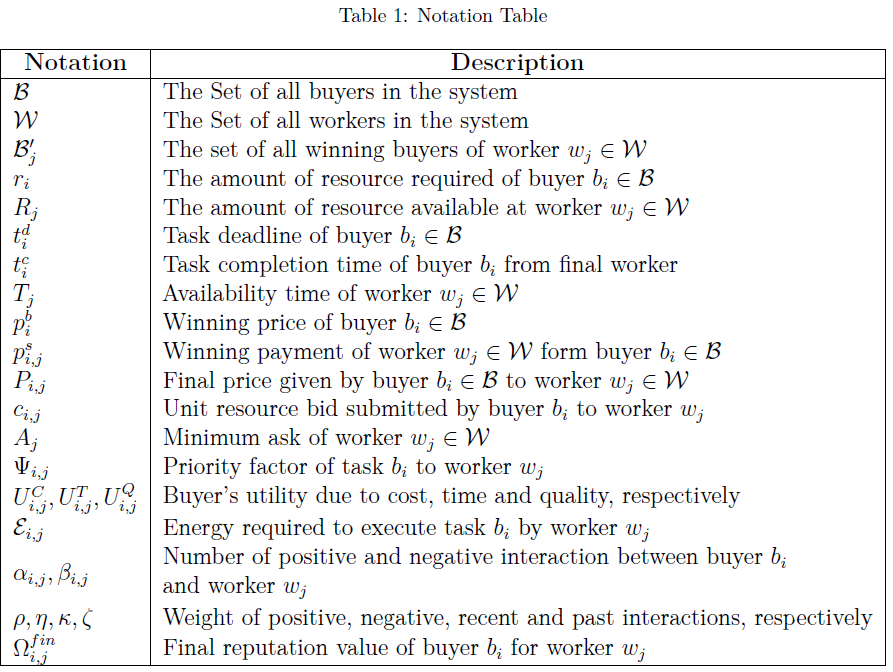 Table 1: Notation Table
Notation Description
ℬ The Set of all buyers in the system
𝒲 The Set of all workers in the system
ℬ′_j The set of all winning buyers of worker w_j ∈ 𝒲
r_i The amount of resource required of buyer b_i ∈ ℬ
R_j The amount of resource available at worker w_j ∈ 𝒲
t_i^d Task deadline of buyer b_i ∈ ℬ
t_i^c Task completion time of buyer b_i from final worker
T_j Availability time of worker w_j ∈ 𝒲
p_i^b Winning price of buyer b_i ∈ ℬ
p_{i,j}^s Winning payment of worker w_j ∈ 𝒲 form buyer b_i ∈ ℬ
P_{i,j} Final price given by buyer b_i ∈ ℬ to worker w_j ∈ 𝒲
c_{i,j} Unit resource bid submitted by buyer b_i to worker w_j
A_j Minimum ask of worker w_j ∈ 𝒲
Ψ_{i,j} Priority factor of task b_i to worker w_j
U_{i,j}^C, U_{i,j}^T, U_{i,j}^Q Buyer's utility due to cost, time and quality, respectively
ℰ_{i,j} Energy required to execute task b_i by worker w_j
α_{i,j}, β_{i,j} Number of positive and negative interaction between buyer b_i
and worker w_j
ρ, η, κ, ζ Weight of positive, negative, recent and past interactions, respectively
Ω_{i,j}^{fin} Final reputation value of buyer b_i for worker w_j